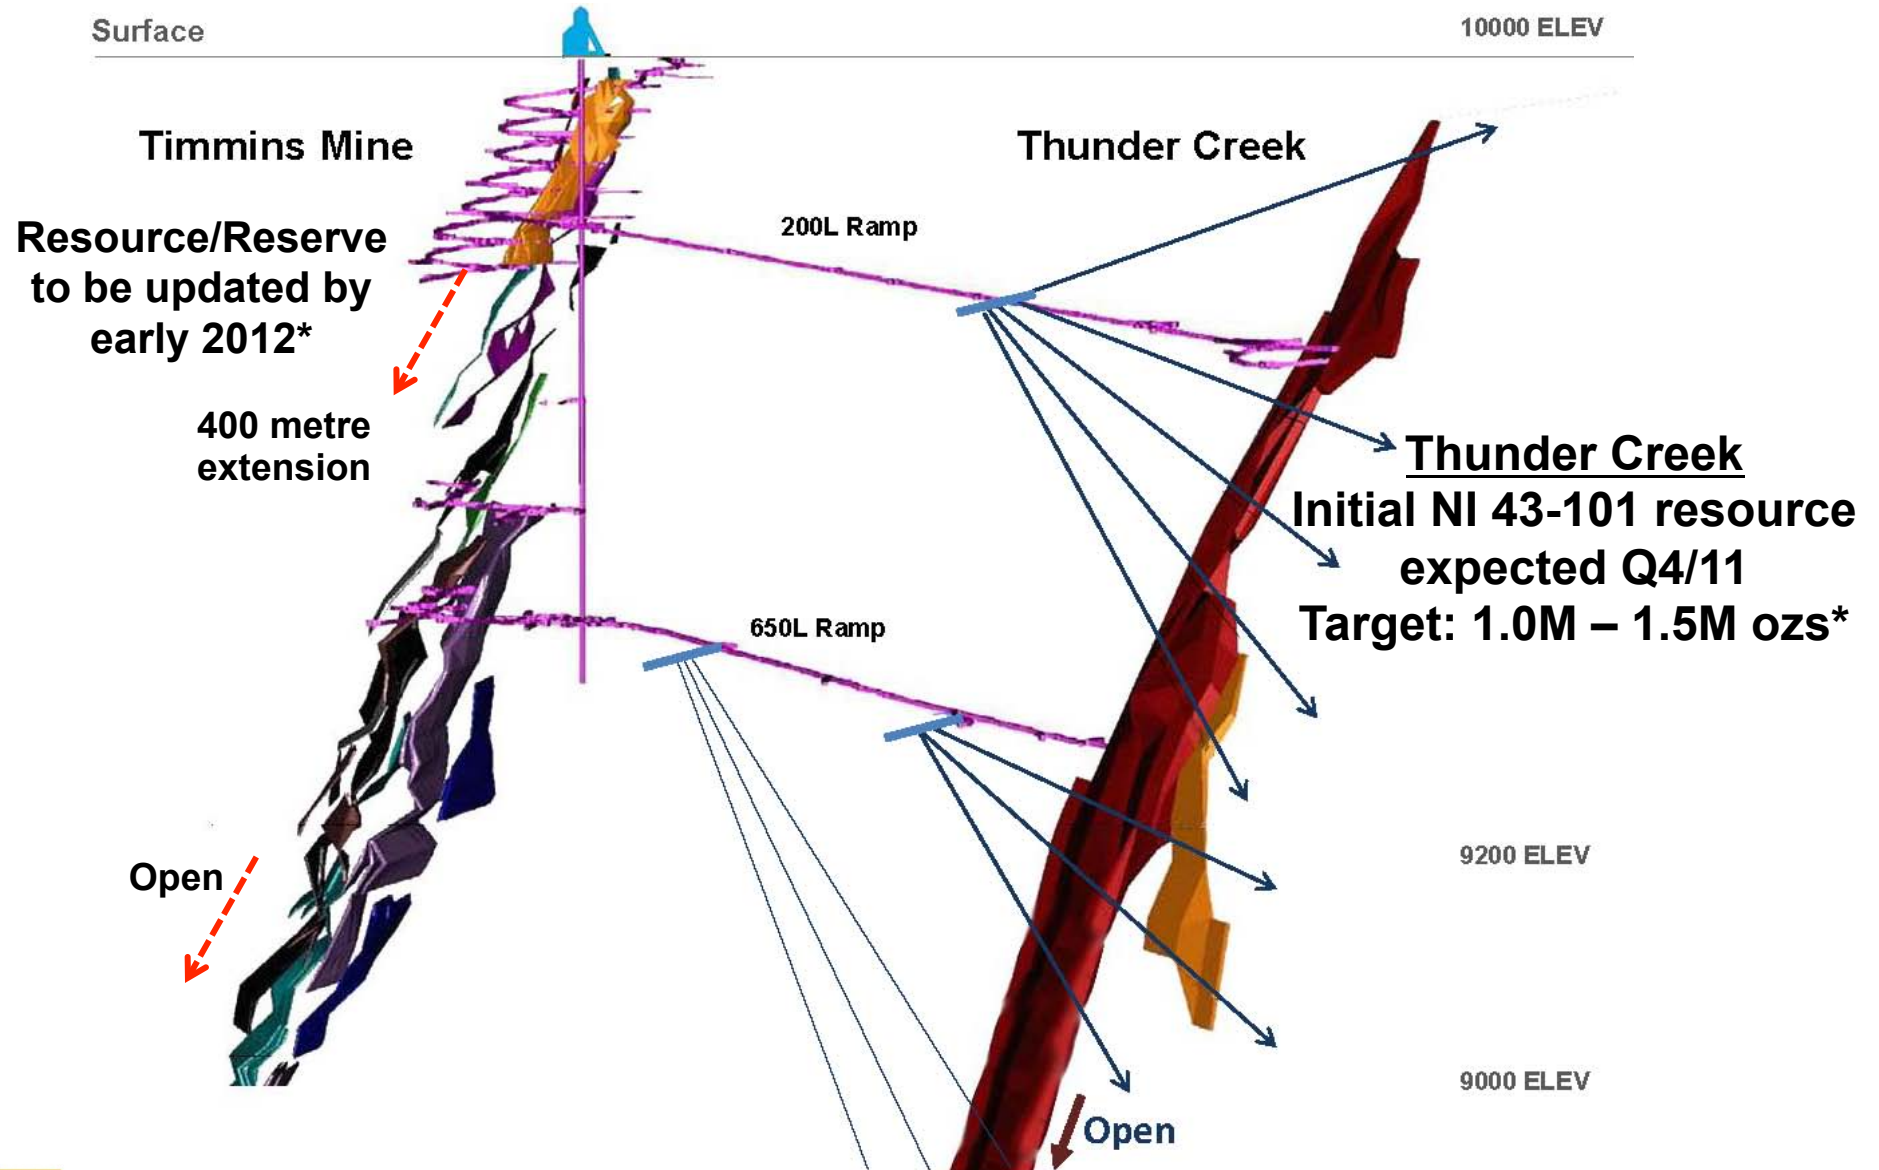 Surface
10000 ELEV
Timmins Mine
Thunder Creek
Resource/Reserve
to be updated by
early 2012*
200L Ramp
400 metre
extension
Thunder Creek
Initial NI 43-101 resource
expected Q4/11
Target: 1.0M – 1.5M ozs*
650L Ramp
Open
9200 ELEV
9000 ELEV
Open